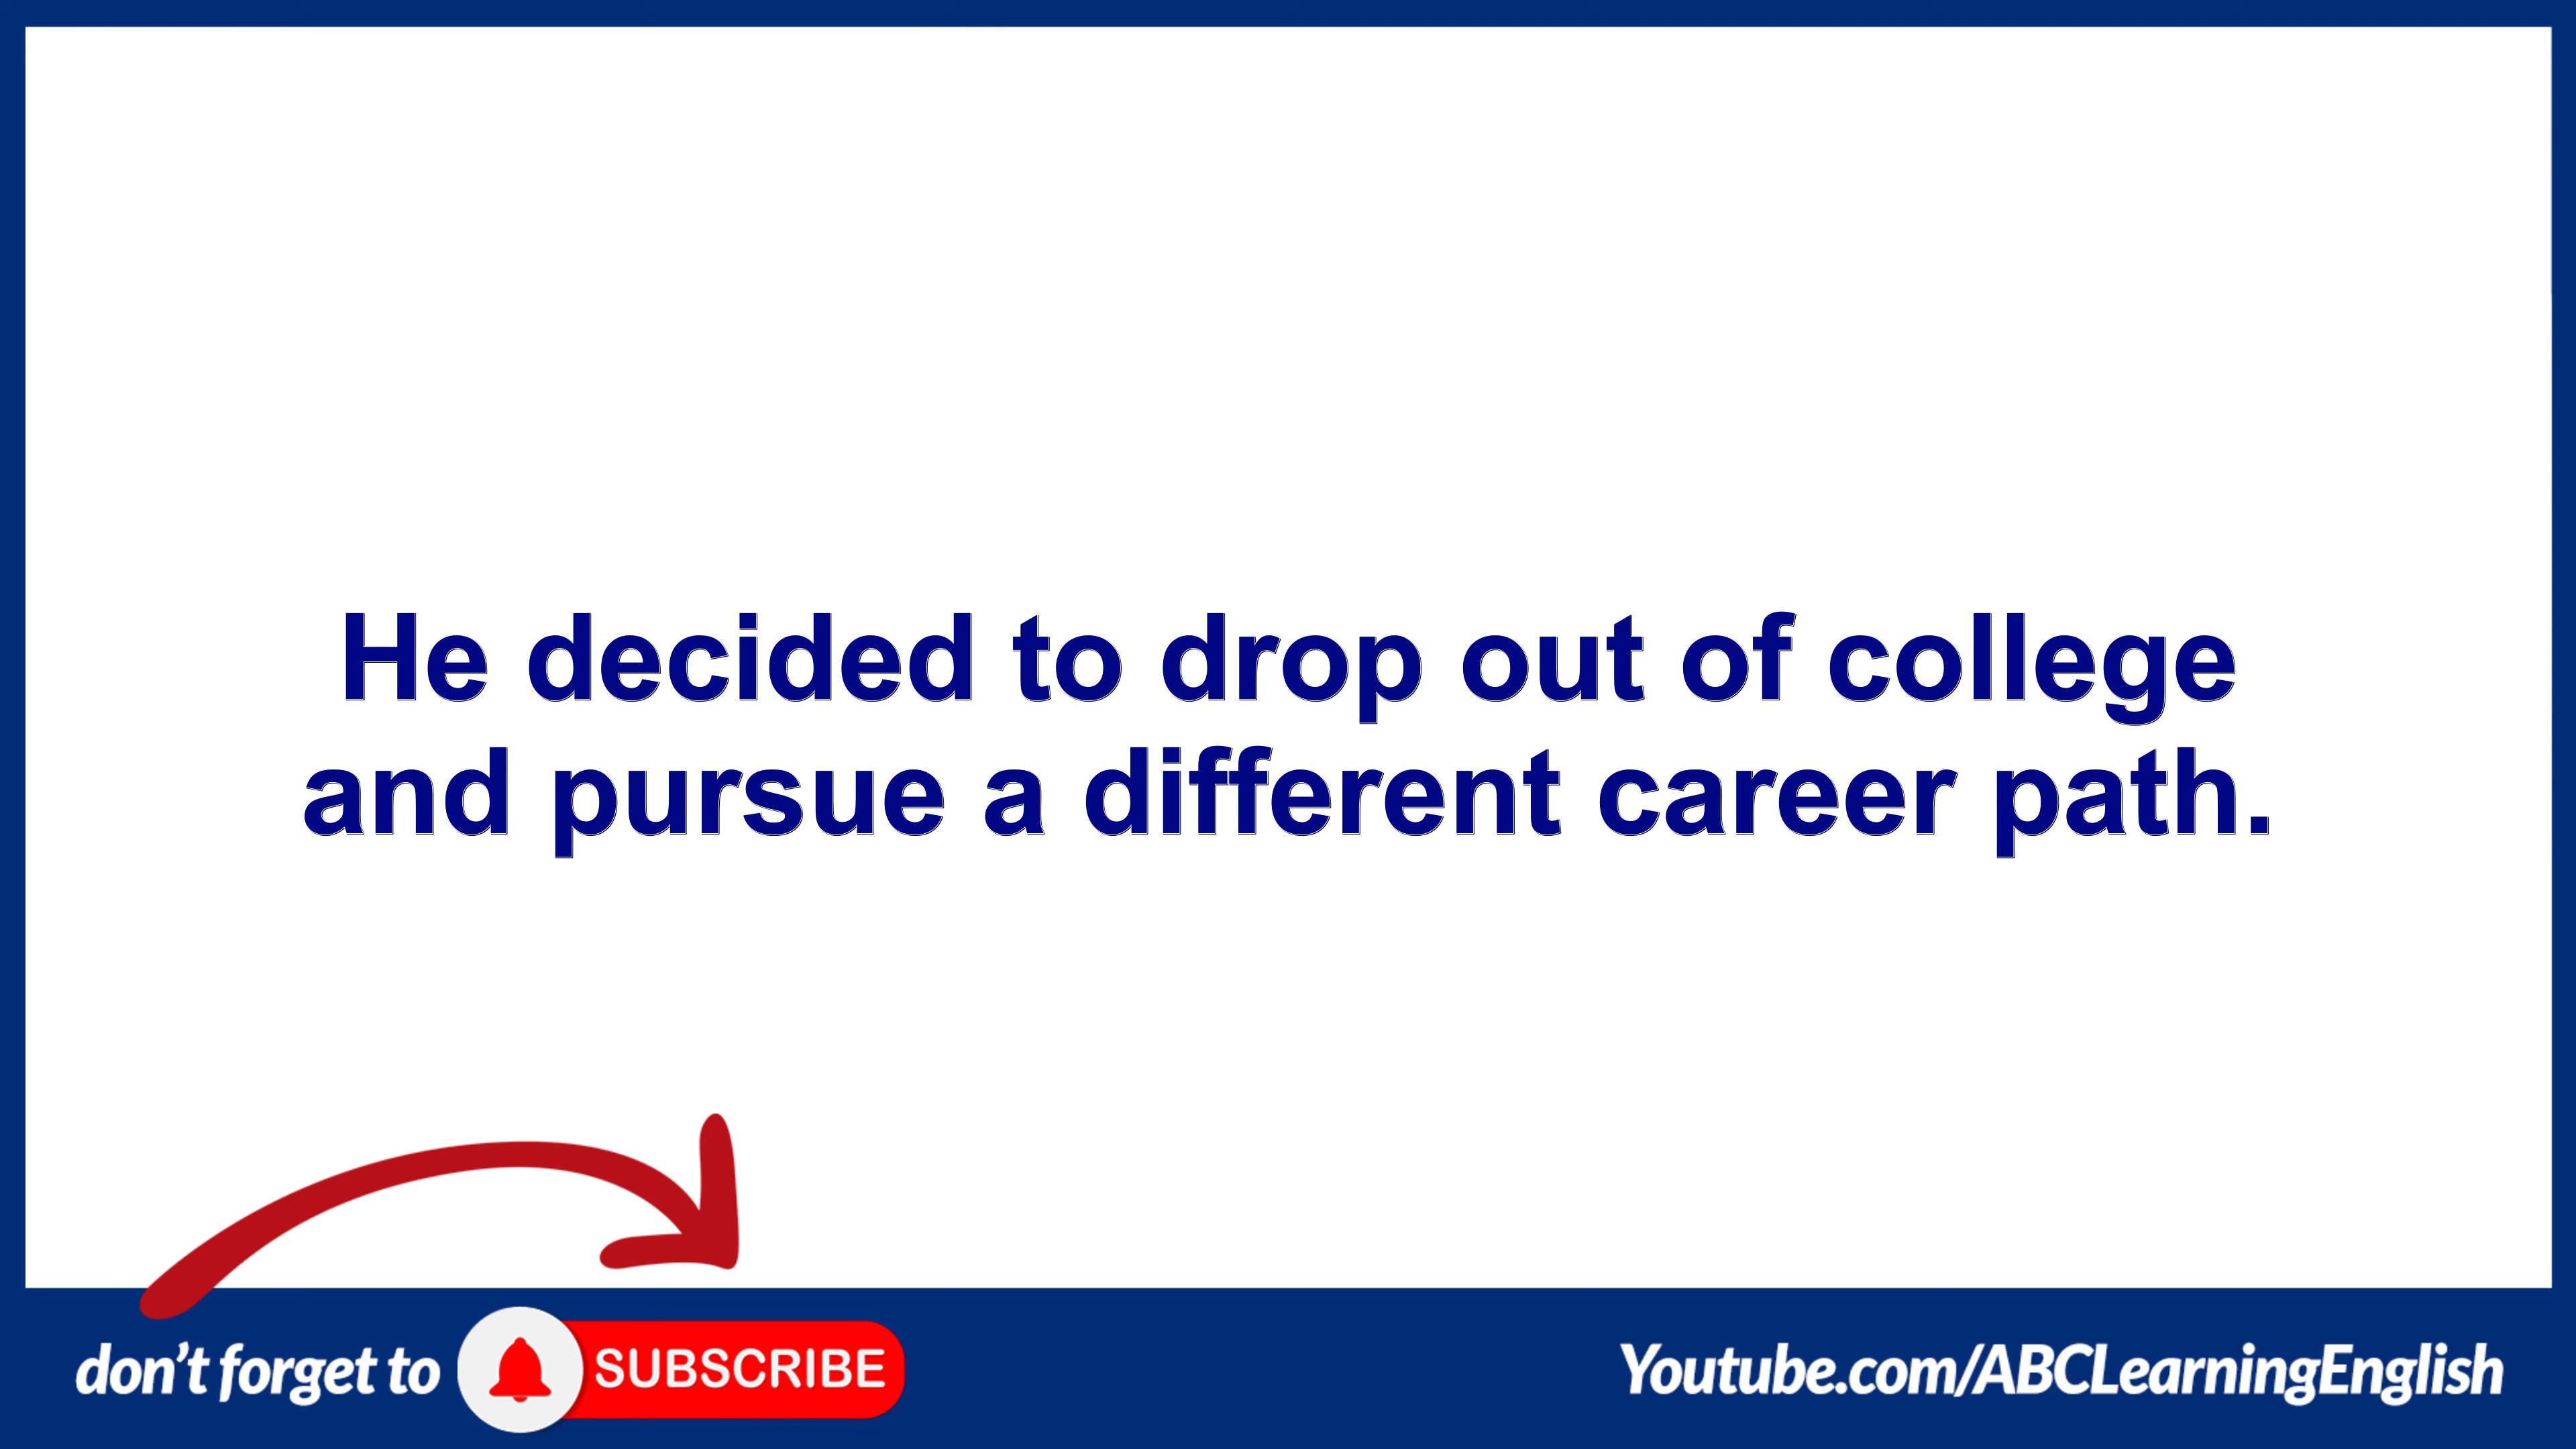 He decided to drop out of college
and pursue a different career path.
don't forget to SUBSCRIBE
Youtube.com/ABCLearningEnglish